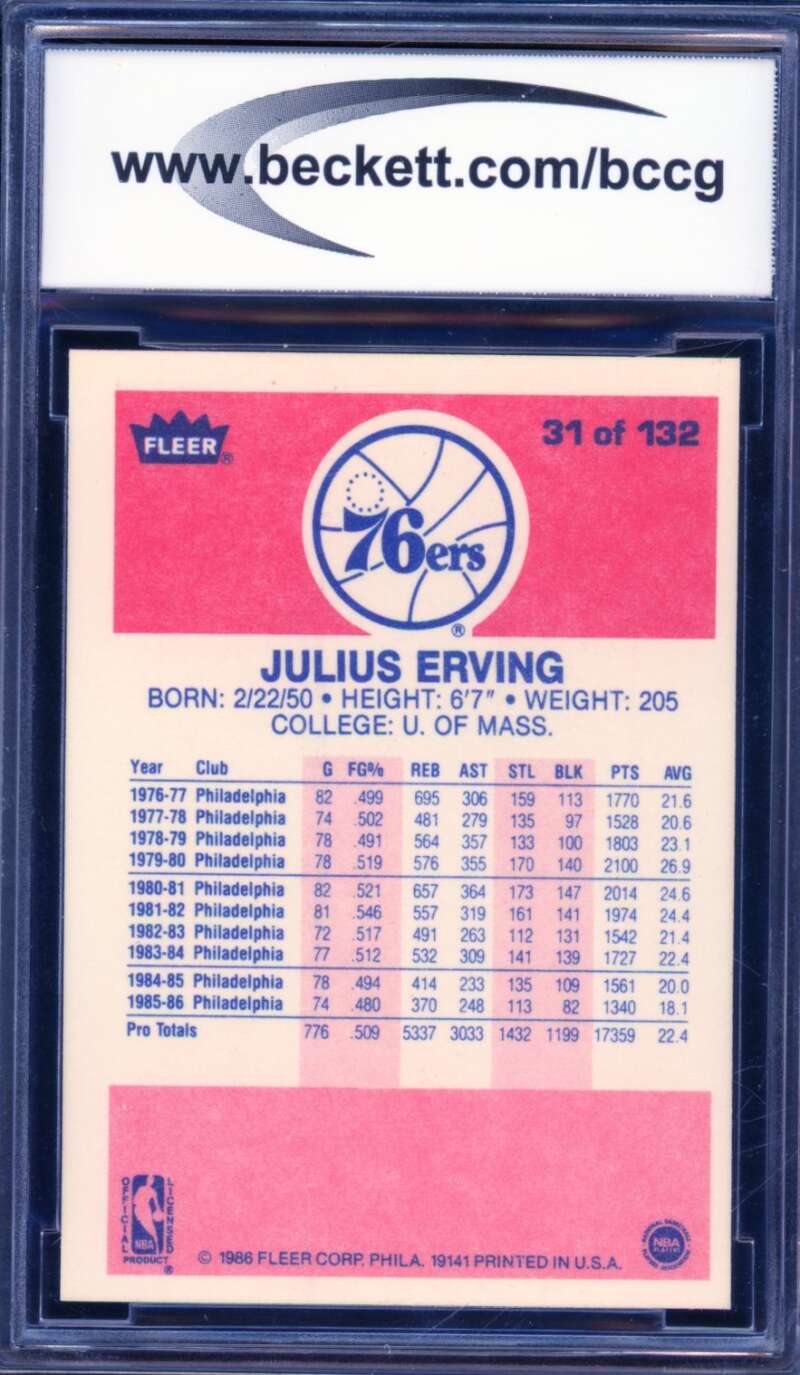 www.beckett.com/bccg
FLEER®
31 of 132
76ers
®
JULIUS ERVING
BORN: 2/22/50 • HEIGHT: 6'7" • WEIGHT: 205
COLLEGE: U. OF MASS.
Year Club G FG% REB AST STL BLK PTS AVG
1976-77 Philadelphia 82 .499 695 306 159 113 1770 21.6
1977-78 Philadelphia 74 .502 481 279 135 97 1528 20.6
1978-79 Philadelphia 78 .491 564 357 133 100 1803 23.1
1979-80 Philadelphia 78 .519 576 355 170 140 2100 26.9
1980-81 Philadelphia 82 .521 657 364 173 147 2014 24.6
1981-82 Philadelphia 81 .546 557 319 161 141 1974 24.4
1982-83 Philadelphia 72 .517 491 263 112 131 1542 21.4
1983-84 Philadelphia 77 .512 532 309 141 139 1727 22.4
1984-85 Philadelphia 78 .494 414 233 135 109 1561 20.0
1985-86 Philadelphia 74 .480 370 248 113 82 1340 18.1
Pro Totals 776 .509 5337 3033 1432 1199 17359 22.4
OFFICIAL LICENSED
NBA
PRODUCT
®
© 1986 FLEER CORP. PHILA. 19141 PRINTED IN U.S.A.
NBA
PLAYERS